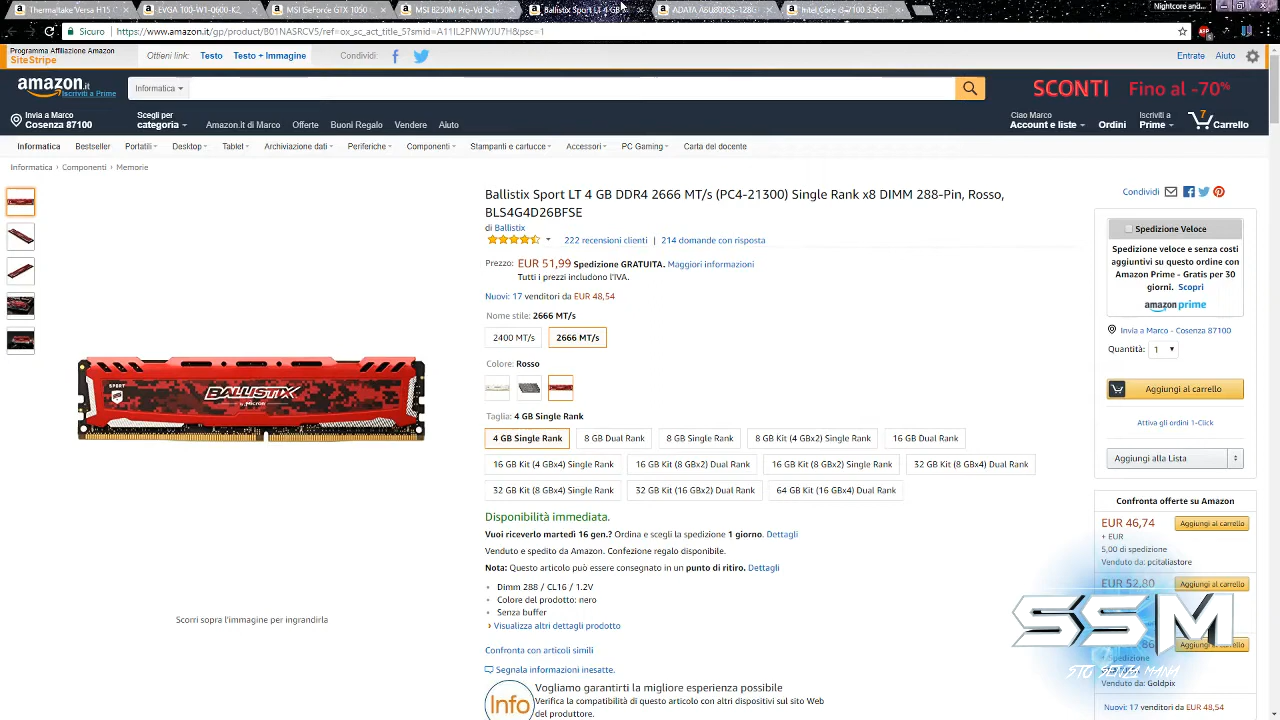 Thermaltake Versa H15
EVGA 100-W1-0600-K2
MSI GeForce GTX 1050
MSI B250M Pro-Vd Sche
Ballistix Sport LT 4 GB
ADATA ASU800SS-128G
Intel Core i3-7100 3.9GH
Nightcore and...
Sicuro
https://www.amazon.it/gp/product/B01NASRCV5/ref=ox_sc_act_title_5?smid=A11IL2PNWYJU7H&psc=1
Programma Affiliazione Amazon
SiteStripe
Ottieni link:
Testo
Testo + Immagine
Condividi:
Entrate
Aiuto
amazon.it
Iscriviti a Prime
Informatica
SCONTI Fino al -70%
Invia a Marco
Cosenza 87100
Scegli per
categoria
Amazon.it di Marco
Offerte
Buoni Regalo
Vendere
Aiuto
Ciao Marco
Account e liste
Ordini
Iscriviti a
Prime
7
Carrello
Informatica
Bestseller
Portatili
Desktop
Tablet
Archiviazione dati
Periferiche
Componenti
Stampanti e cartucce
Accessori
PC Gaming
Carta del docente
Informatica › Componenti › Memorie
Ballistix Sport LT 4 GB DDR4 2666 MT/s (PC4-21300) Single Rank x8 DIMM 288-Pin, Rosso,
BLS4G4D26BFSE
di Ballistix
222 recensioni clienti | 214 domande con risposta
Prezzo: EUR 51,99 Spedizione GRATUITA. Maggiori informazioni
Tutti i prezzi includono l'IVA.
Nuovi: 17 venditori da EUR 48,54
Nome stile: 2666 MT/s
2400 MT/s
2666 MT/s
Colore: Rosso
Taglia: 4 GB Single Rank
4 GB Single Rank
8 GB Dual Rank
8 GB Single Rank
8 GB Kit (4 GBx2) Single Rank
16 GB Dual Rank
16 GB Kit (4 GBx4) Single Rank
16 GB Kit (8 GBx2) Dual Rank
16 GB Kit (8 GBx2) Single Rank
32 GB Kit (8 GBx4) Dual Rank
32 GB Kit (8 GBx4) Single Rank
32 GB Kit (16 GBx2) Dual Rank
64 GB Kit (16 GBx4) Dual Rank
Disponibilità immediata.
Vuoi riceverlo martedì 16 gen.? Ordina e scegli la spedizione 1 giorno. Dettagli
Venduto e spedito da Amazon. Confezione regalo disponibile.
Nota: Questo articolo può essere consegnato in un punto di ritiro. Dettagli
Dimm 288 / CL16 / 1.2V
Colore del prodotto: nero
Senza buffer
› Visualizza altri dettagli prodotto
Confronta con articoli simili
Segnala informazioni inesatte.
Info
Vogliamo garantirti la migliore esperienza possibile
Verifica la compatibilità di questo articolo con altri dispositivi sul sito Web
del produttore.
SPORT
BALLISTIX
by MICRON
Scorri sopra l'immagine per ingrandirla
Condividi
Spedizione Veloce
Spedizione veloce e senza costi
aggiuntivi su questo ordine con
Amazon Prime - Gratis per 30
giorni. Scopri
amazon prime
Invia a Marco - Cosenza 87100
Quantità: 1
Aggiungi al carrello
Attiva gli ordini 1-Click
Aggiungi alla Lista
Confronta offerte su Amazon
EUR 46,74
Aggiungi al carrello
+ EUR
5,00 di spedizione
Venduto da: pcitaliastore
EUR 52,80
Aggiungi al carrello
SSM
STO SENZA MANA
86
Aggiungi al carrello
+ Spedizione
Venduto da: Goldpix
Nuovi: 17 venditori da EUR 48,54